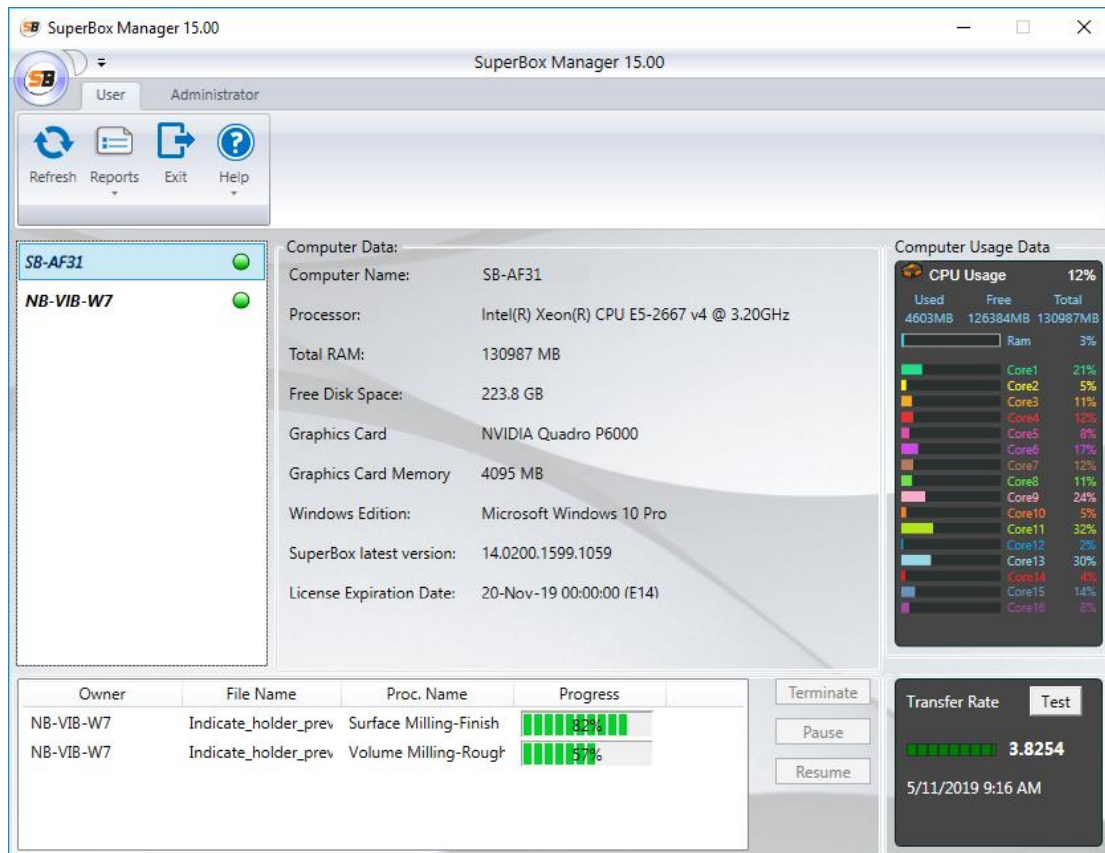 SB SuperBox Manager 15.00
SuperBox Manager 15.00
SB
User Administrator
Refresh Reports Exit Help
SB-AF31
NB-VIB-W7
Computer Data:
Computer Name: SB-AF31
Processor: Intel(R) Xeon(R) CPU E5-2667 v4 @ 3.20GHz
Total RAM: 130987 MB
Free Disk Space: 223.8 GB
Graphics Card NVIDIA Quadro P6000
Graphics Card Memory 4095 MB
Windows Edition: Microsoft Windows 10 Pro
SuperBox latest version: 14.0200.1599.1059
License Expiration Date: 20-Nov-19 00:00:00 (E14)
Computer Usage Data
CPU Usage 12%
Used Free Total
4603MB 126384MB 130987MB
Ram 3%
Core1 21%
Core2 5%
Core3 11%
Core4 12%
Core5 8%
Core6 17%
Core7 12%
Core8 11%
Core9 24%
Core10 5%
Core11 32%
Core12 2%
Core13 30%
Core14 4%
Core15 14%
Core16 8%
Owner File Name Proc. Name Progress
NB-VIB-W7 Indicate_holder_prev Surface Milling-Finish 82%
NB-VIB-W7 Indicate_holder_prev Volume Milling-Rough 57%
Terminate
Pause
Resume
Transfer Rate Test
3.8254
5/11/2019 9:16 AM